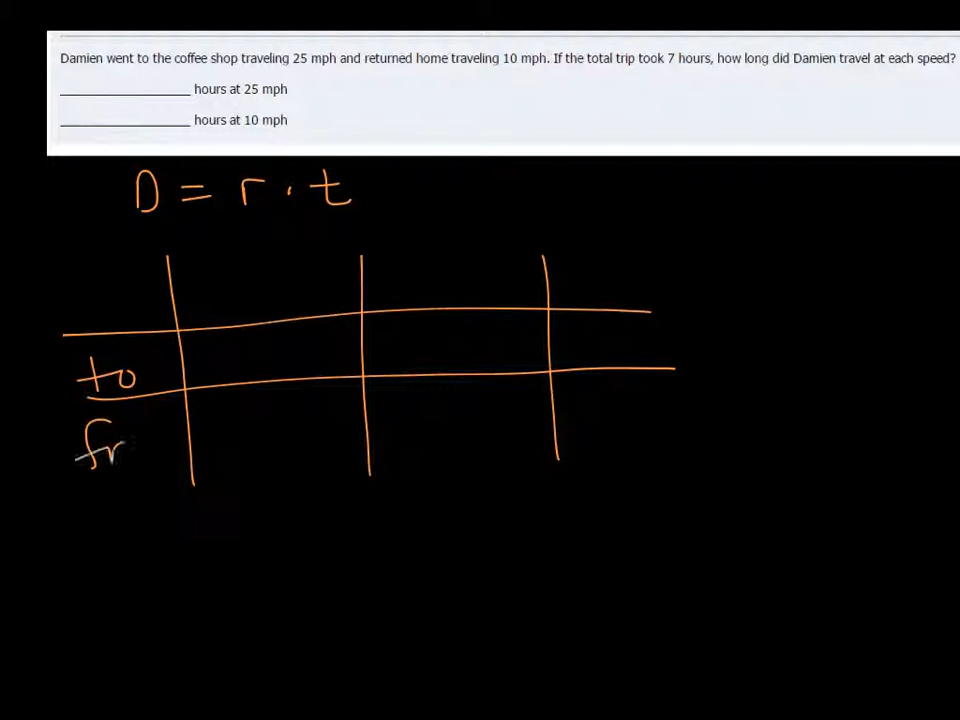 Damien went to the coffee shop traveling 25 mph and returned home traveling 10 mph. If the total trip took 7 hours, how long did Damien travel at each speed?
____________________ hours at 25 mph
____________________ hours at 10 mph
D = r · t
to
fr